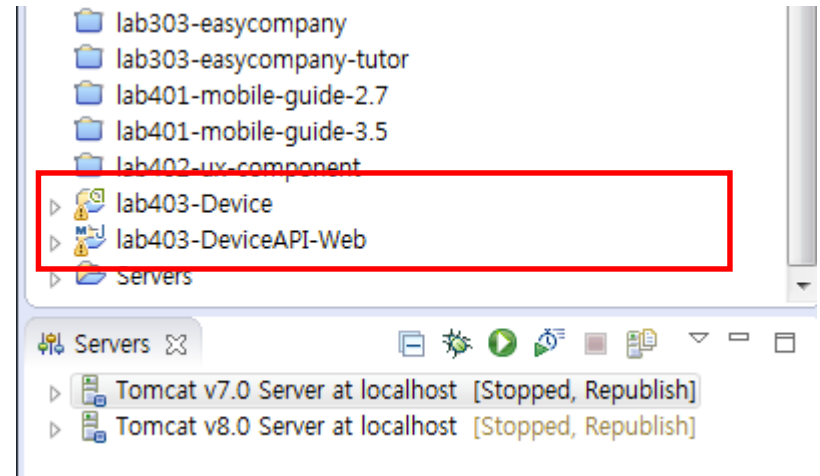 lab303-easycompany
lab303-easycompany-tutor
lab401-mobile-guide-2.7
lab401-mobile-guide-3.5
lab402-ux-component
lab403-Device
lab403-DeviceAPI-Web
Servers
Servers
Tomcat v7.0 Server at localhost [Stopped, Republish]
Tomcat v8.0 Server at localhost [Stopped, Republish]